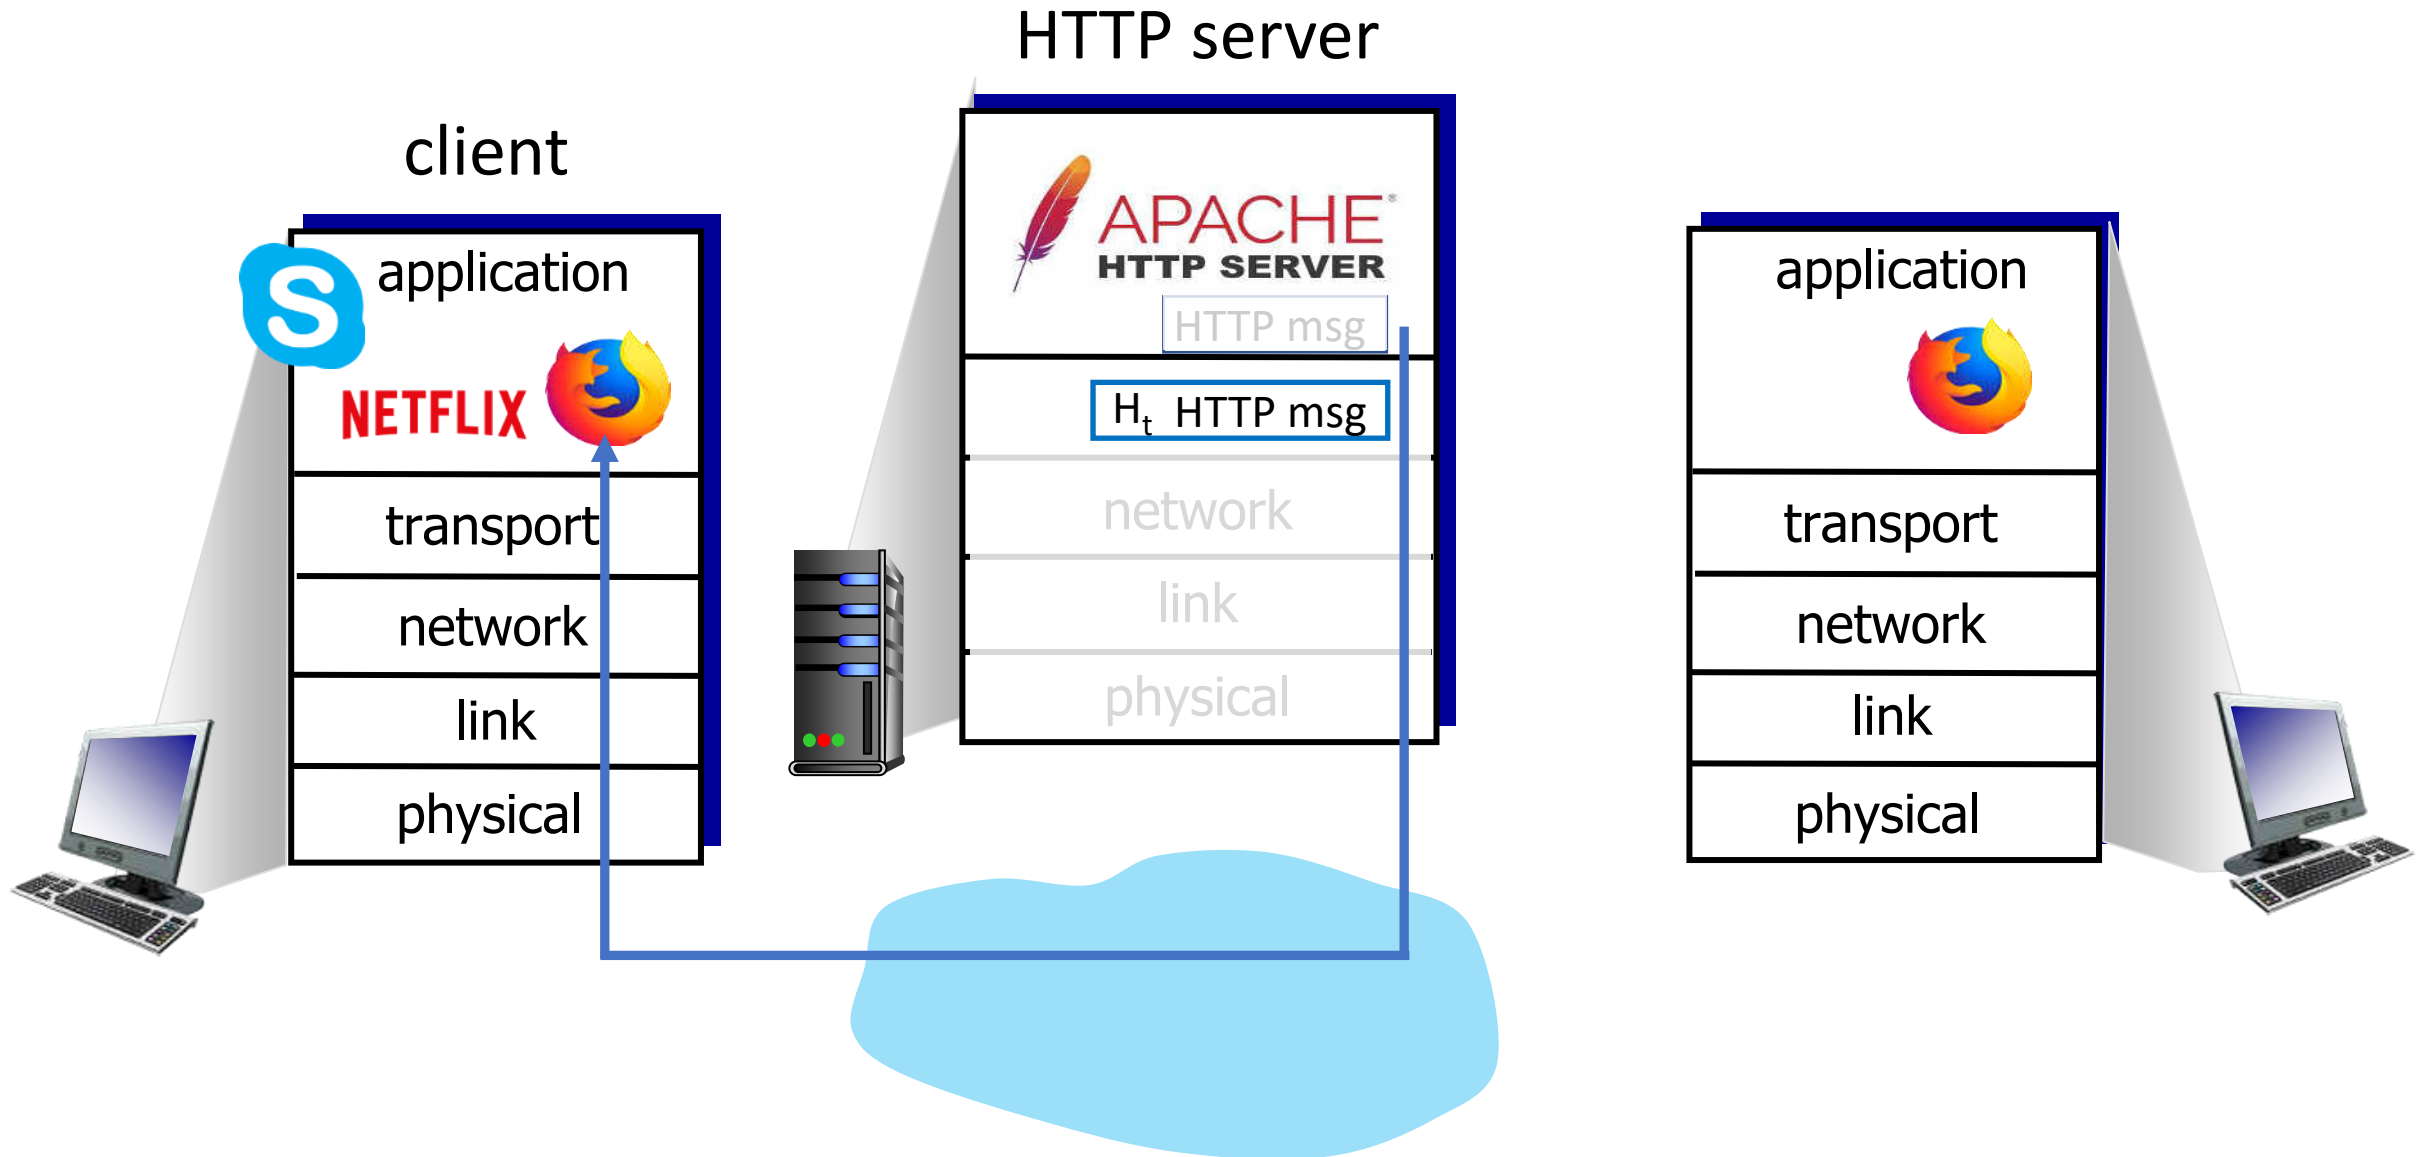 HTTP server
client
application
S
NETFLIX
transport
network
link
physical
APACHE®
HTTP SERVER
HTTP msg
Ht HTTP msg
network
link
physical
application
transport
network
link
physical